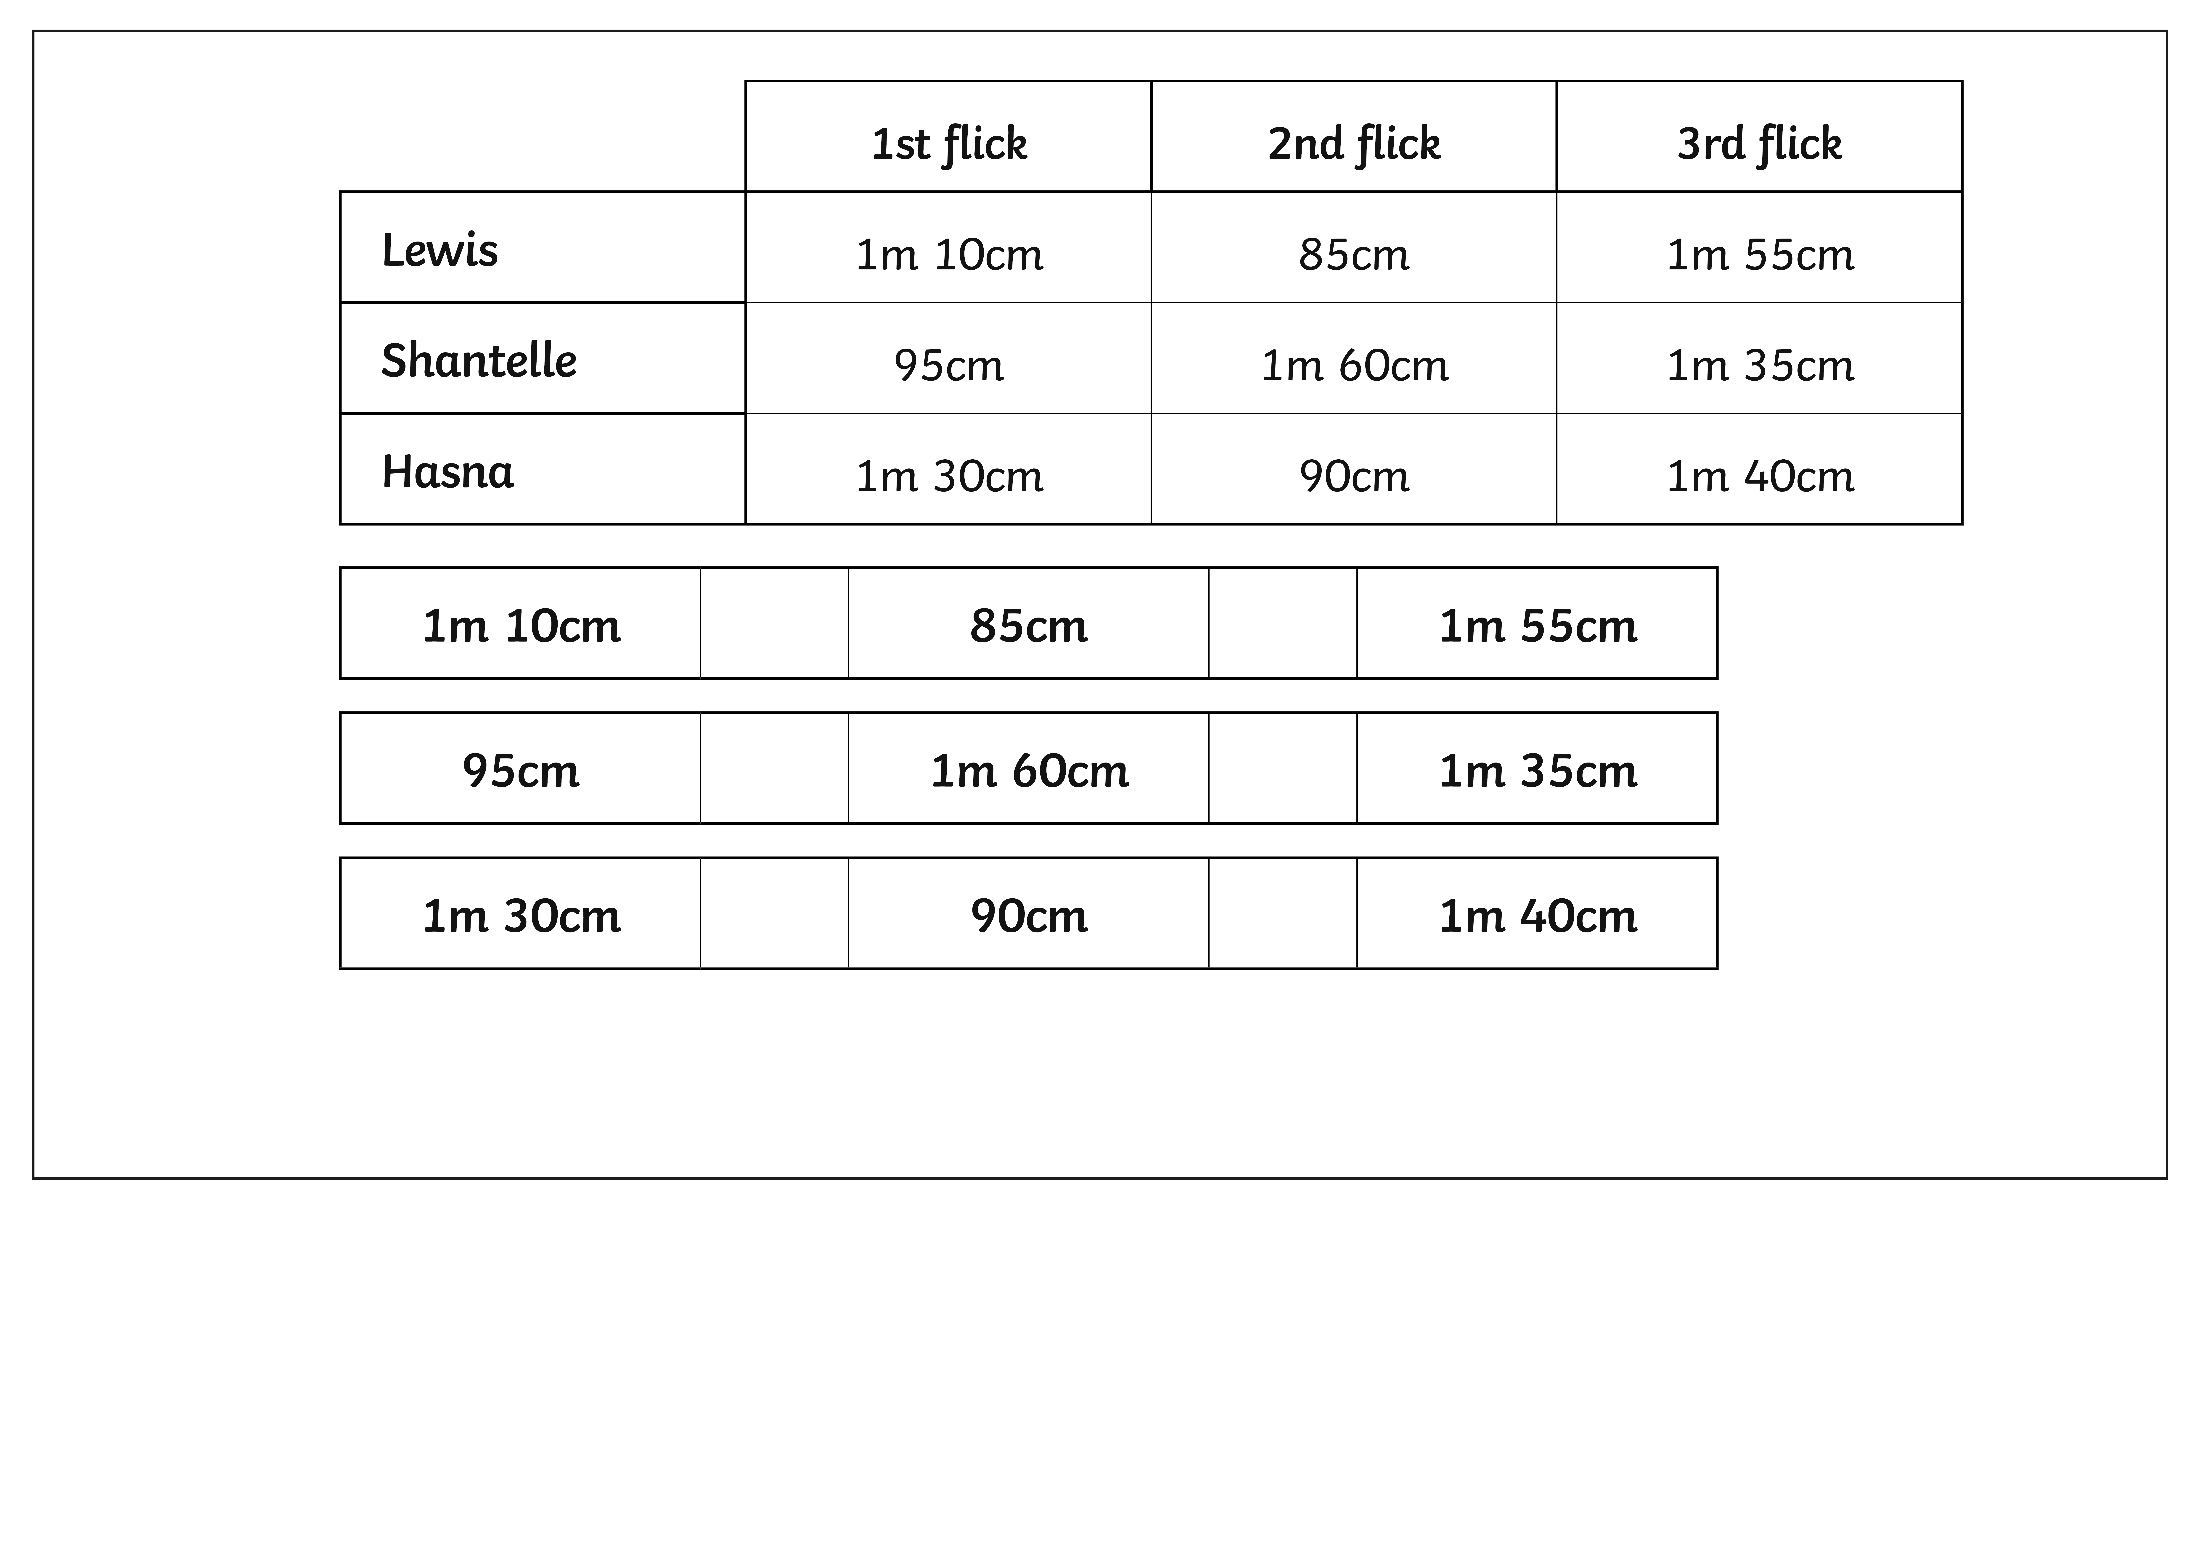 1st flick 2nd flick 3rd flick
Lewis 1m 10cm 85cm 1m 55cm
Shantelle 95cm 1m 60cm 1m 35cm
Hasna 1m 30cm 90cm 1m 40cm
1m 10cm 85cm 1m 55cm
95cm 1m 60cm 1m 35cm
1m 30cm 90cm 1m 40cm